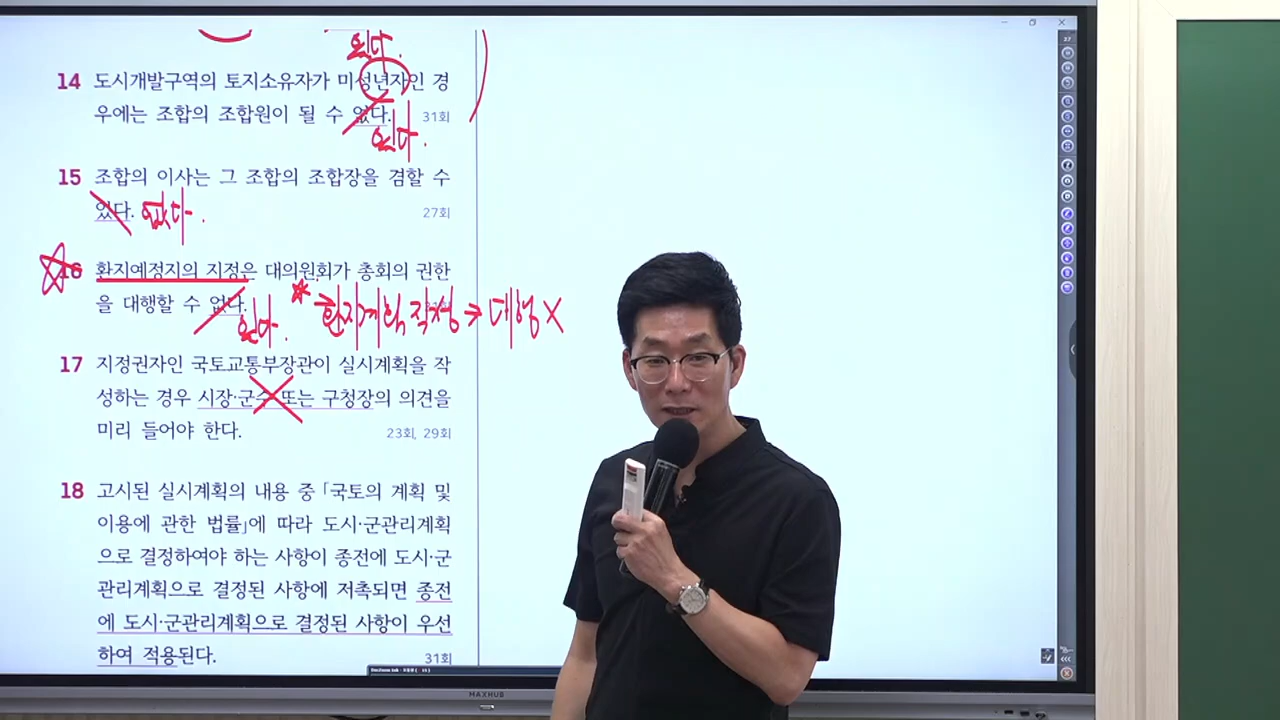 있다.
14 도시개발구역의 토지소유자가 미성년자인 경
우에는 조합의 조합원이 될 수 없다. 31회
있다.
15 조합의 이사는 그 조합의 조합장을 겸할 수
있다. 없다. 27회
16 환지예정지의 지정은 대의원회가 총회의 권한
을 대행할 수 없다.
있다. 환지계획 작성 → 대행 X
17 지정권자인 국토교통부장관이 실시계획을 작
성하는 경우 시장·군수 또는 구청장의 의견을
미리 들어야 한다. 23회, 29회
18 고시된 실시계획의 내용 중 「국토의 계획 및
이용에 관한 법률」에 따라 도시·군관리계획
으로 결정하여야 하는 사항이 종전에 도시·군
관리계획으로 결정된 사항에 저촉되면 종전
에 도시·군관리계획으로 결정된 사항이 우선
하여 적용된다. 31회
MAXHUB